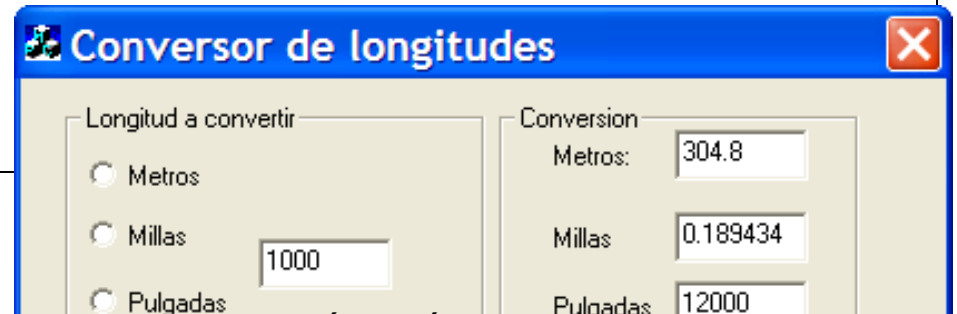 Conversor de longitudes
Longitud a convertir
Metros
Millas
1000
Pulgadas
Conversion
Metros: 304.8
Millas 0.189434
Pulgadas 12000